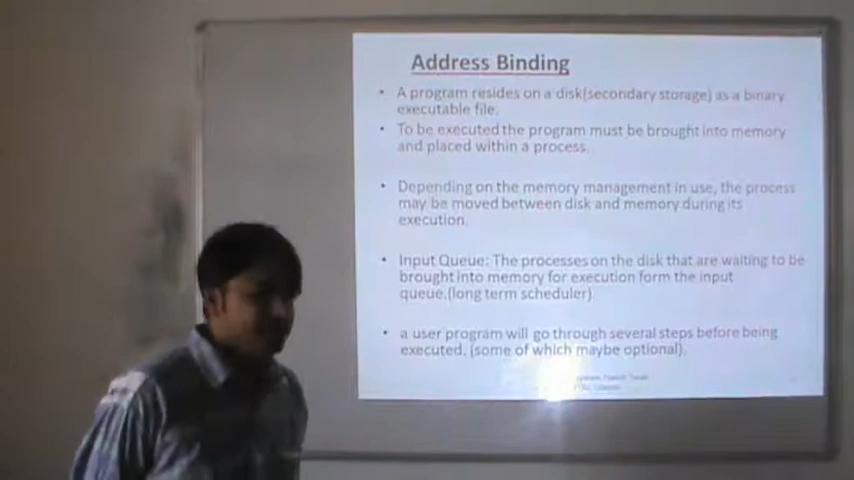 Address Binding
• A program resides on a disk(secondary storage) as a binary
executable file.
• To be executed the program must be brought into memory
and placed within a process.
• Depending on the memory management in use, the process
may be moved between disk and memory during its
execution.
• Input Queue: The processes on the disk that are waiting to be
brought into memory for execution form the input
queue.(long term scheduler)
• a user program will go through several steps before being
executed. (some of which maybe optional).